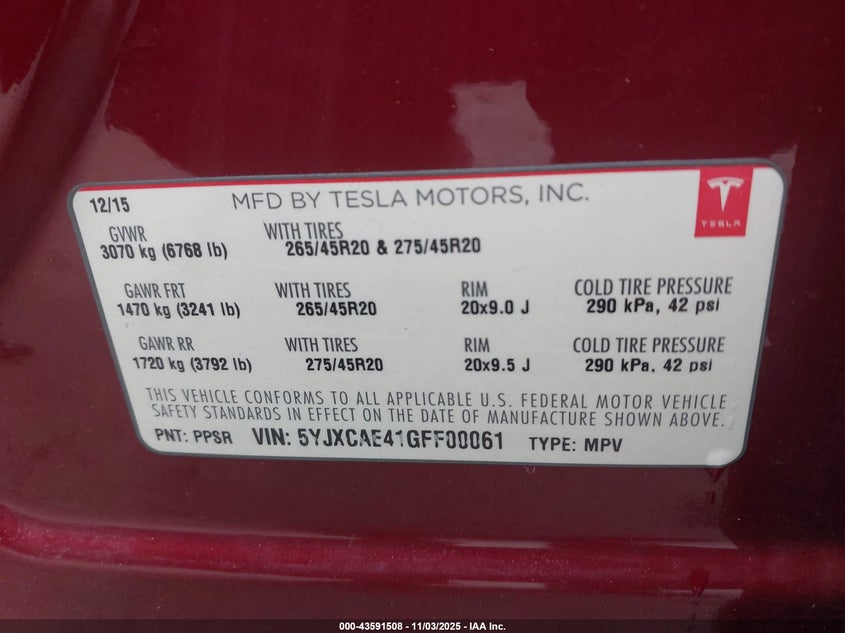 12/15 MFD BY TESLA MOTORS, INC.
TESLA
GVWR WITH TIRES
3070 kg (6768 lb) 265/45R20 & 275/45R20
GAWR FRT WITH TIRES RIM COLD TIRE PRESSURE
1470 kg (3241 lb) 265/45R20 20x9.0 J 290 kPa, 42 psi
GAWR RR WITH TIRES RIM COLD TIRE PRESSURE
1720 kg (3792 lb) 275/45R20 20x9.5 J 290 kPa, 42 psi
THIS VEHICLE CONFORMS TO ALL APPLICABLE U.S. FEDERAL MOTOR VEHICLE
SAFETY STANDARDS IN EFFECT ON THE DATE OF MANUFACTURE SHOWN ABOVE.
PNT: PPSR VIN: 5YJXCAE41GFF00061 TYPE: MPV
000-43591508 - 11/03/2025 - IAA Inc.